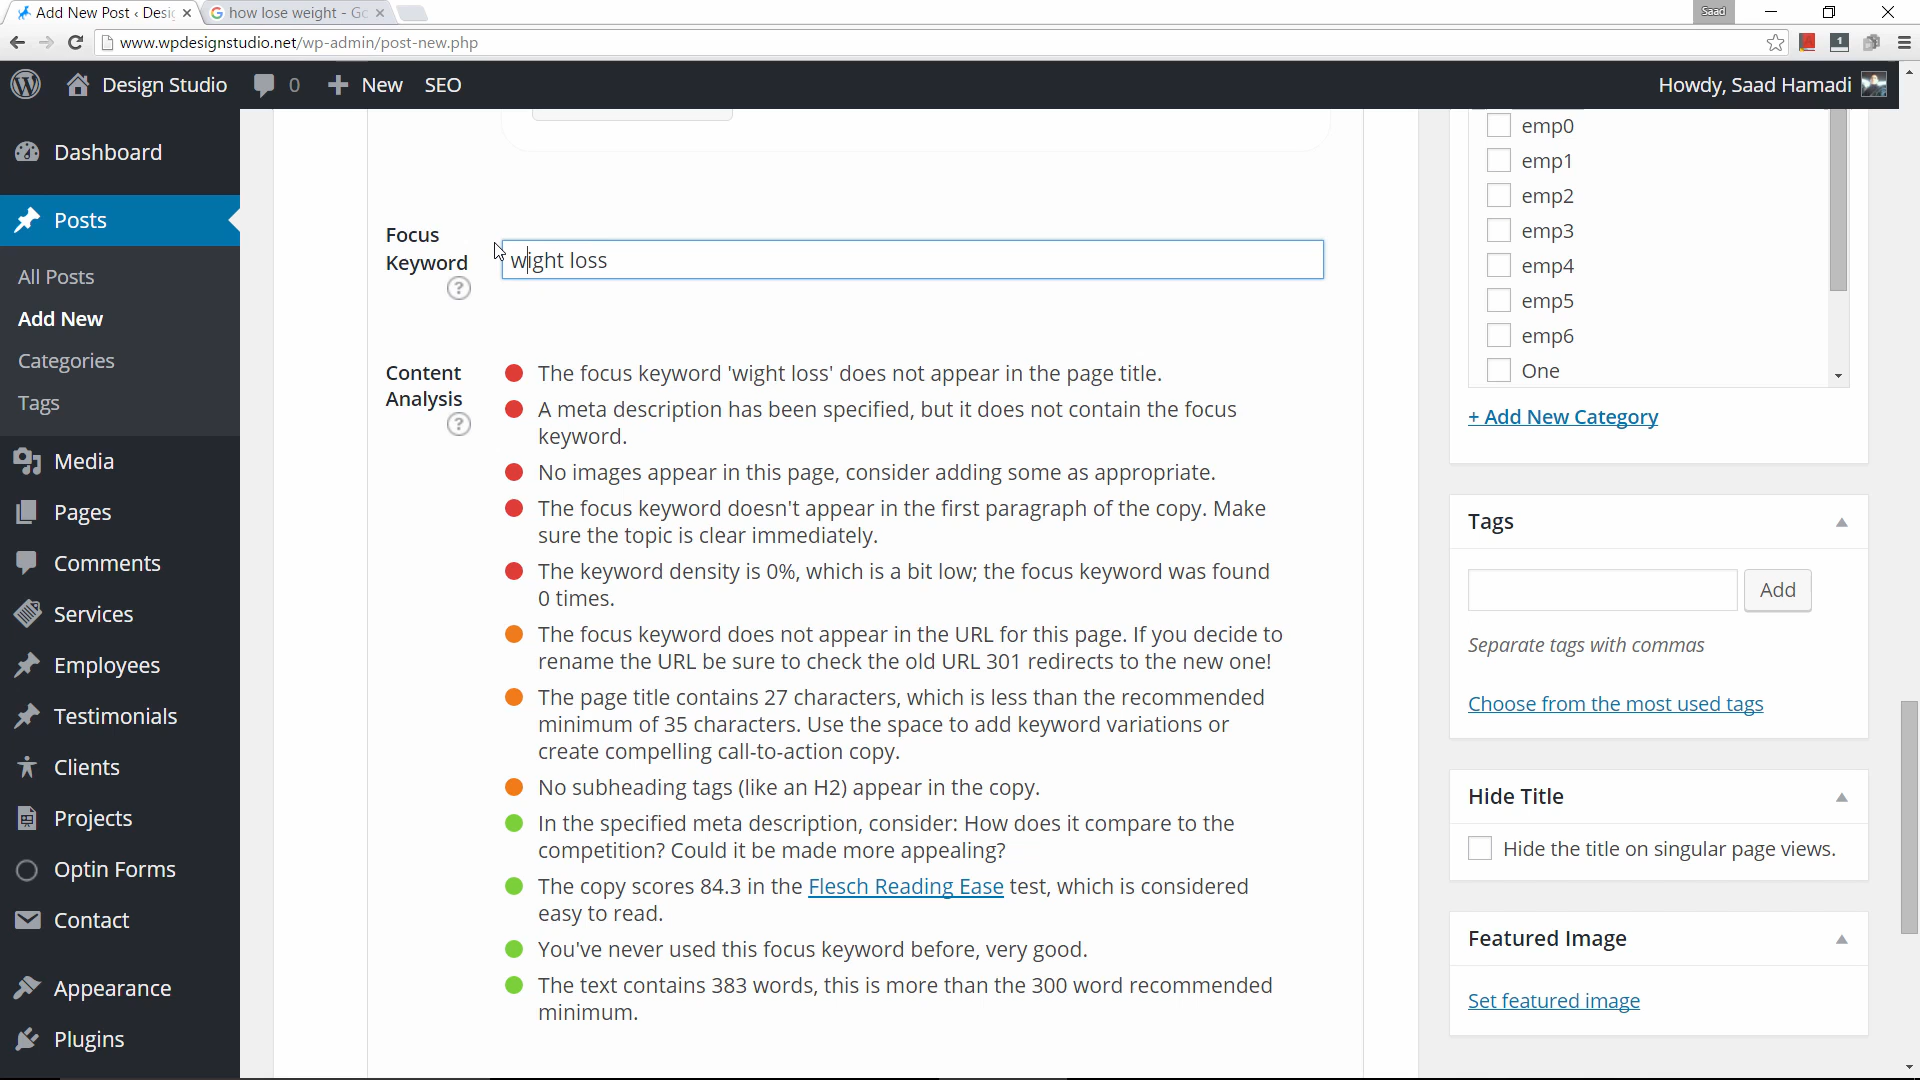 Add New Post ‹ Desi
how lose weight - Go
Saad
www.wpdesignstudio.net/wp-admin/post-new.php
1
Design Studio
0
New
SEO
Howdy, Saad Hamadi
Dashboard
Posts
All Posts
Add New
Categories
Tags
Media
Pages
Comments
Services
Employees
Testimonials
Clients
Projects
Optin Forms
Contact
Appearance
Plugins
Focus
Keyword
?
wight loss
Content
Analysis
?
The focus keyword 'wight loss' does not appear in the page title.
A meta description has been specified, but it does not contain the focus
keyword.
No images appear in this page, consider adding some as appropriate.
The focus keyword doesn't appear in the first paragraph of the copy. Make
sure the topic is clear immediately.
The keyword density is 0%, which is a bit low; the focus keyword was found
0 times.
The focus keyword does not appear in the URL for this page. If you decide to
rename the URL be sure to check the old URL 301 redirects to the new one!
The page title contains 27 characters, which is less than the recommended
minimum of 35 characters. Use the space to add keyword variations or
create compelling call-to-action copy.
No subheading tags (like an H2) appear in the copy.
In the specified meta description, consider: How does it compare to the
competition? Could it be made more appealing?
The copy scores 84.3 in the Flesch Reading Ease test, which is considered
easy to read.
You've never used this focus keyword before, very good.
The text contains 383 words, this is more than the 300 word recommended
minimum.
emp0
emp1
emp2
emp3
emp4
emp5
emp6
One
+ Add New Category
Tags
Add
Separate tags with commas
Choose from the most used tags
Hide Title
Hide the title on singular page views.
Featured Image
Set featured image